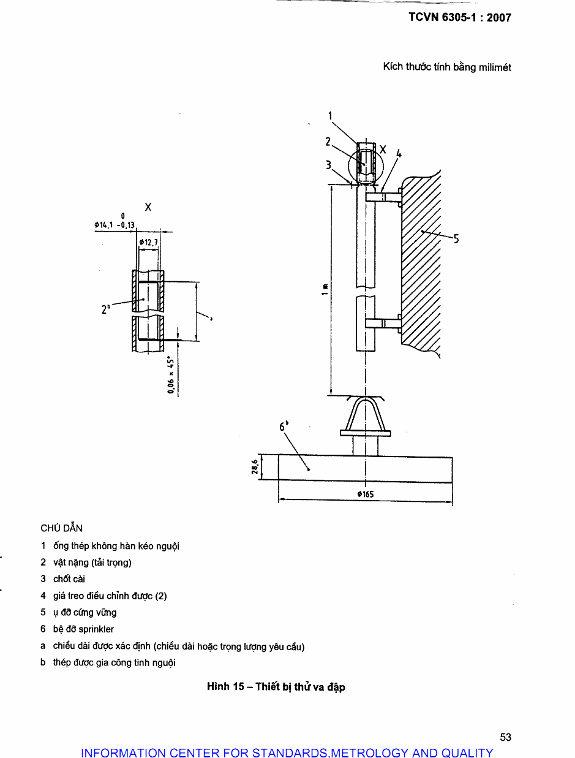 TCVN 6305-1 : 2007
Kích thước tính bằng milimét
1
2
X
4
3
X
0
ø14,1 -0,13
ø12,7
5
2ᵃ
a
1 m
0,06 x 45°
6ᵇ
28,6
ø165
CHÚ DẪN
1 ống thép không hàn kéo nguội
2 vật nặng (tải trọng)
3 chốt cài
4 giá treo điều chỉnh được (2)
5 ụ đỡ cứng vững
6 bệ đỡ sprinkler
a chiều dài được xác định (chiều dài hoặc trọng lượng yêu cầu)
b thép được gia công tinh nguội
Hình 15 – Thiết bị thử va đập
53
INFORMATION CENTER FOR STANDARDS,METROLOGY AND QUALITY